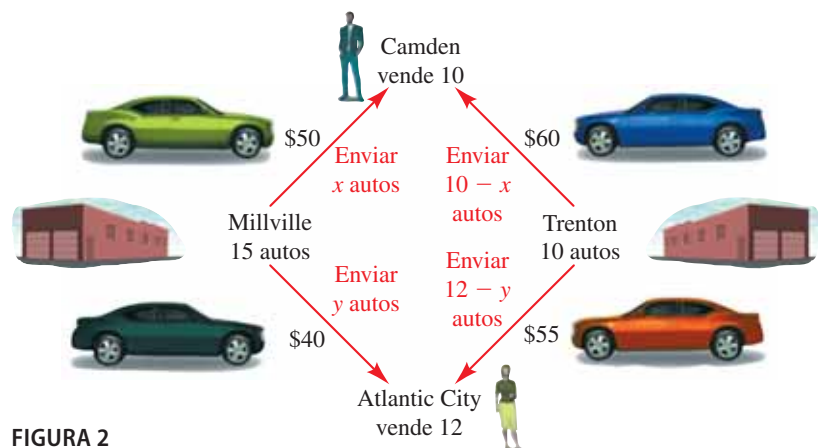 Camden
vende 10
$50
$60
Enviar
x autos
Enviar
10 − x
autos
Millville
15 autos
Trenton
10 autos
Enviar
y autos
Enviar
12 − y
autos
$40
$55
Atlantic City
vende 12
FIGURA 2